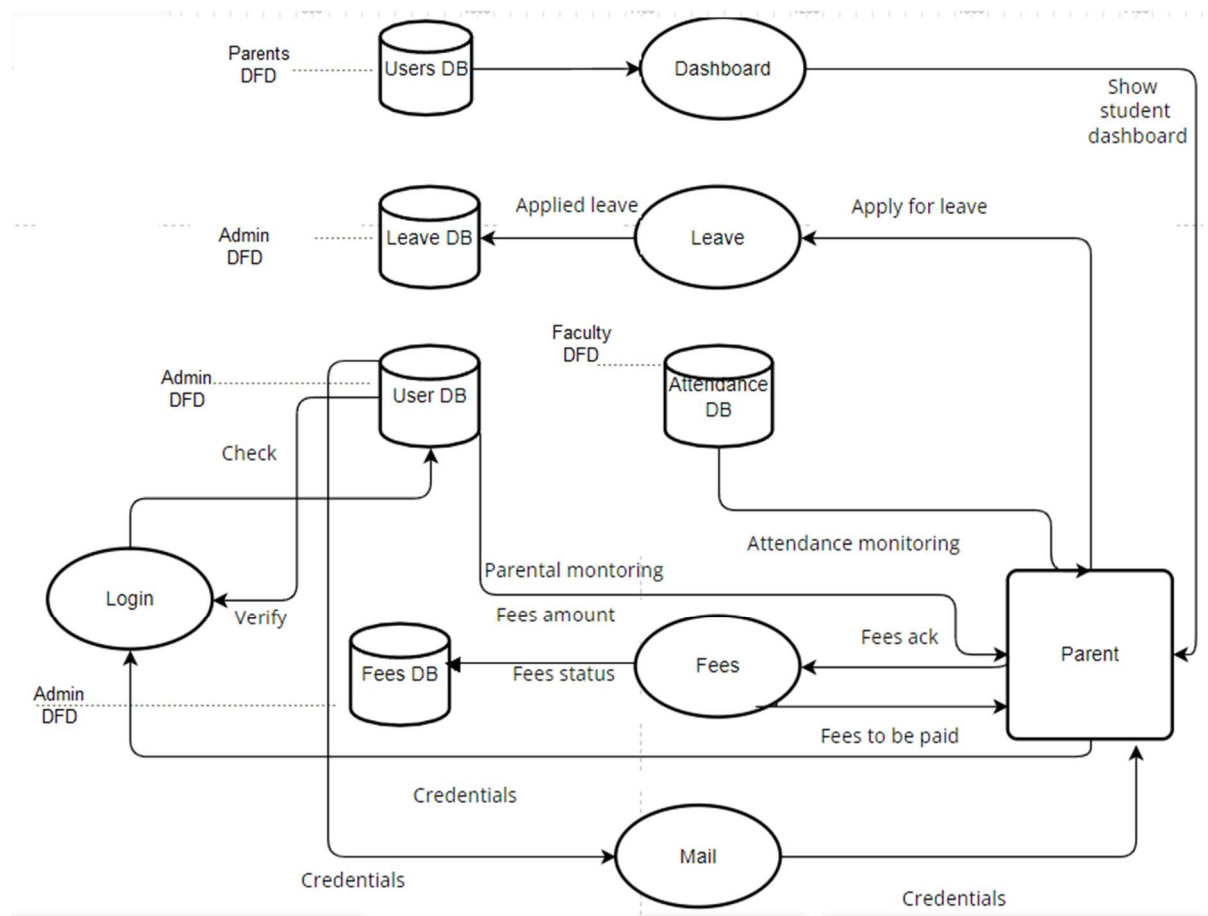 Parents
DFD
Users DB
Dashboard
Show
student
dashboard
Applied leave
Apply for leave
Admin
DFD
Leave DB
Leave
Faculty
DFD
Admin
DFD
User DB
Attendance
DB
Check
Attendance monitoring
Parental montoring
Login
Verify
Fees amount
Fees ack
Parent
Fees DB
Fees status
Fees
Admin
DFD
Fees to be paid
Credentials
Mail
Credentials
Credentials